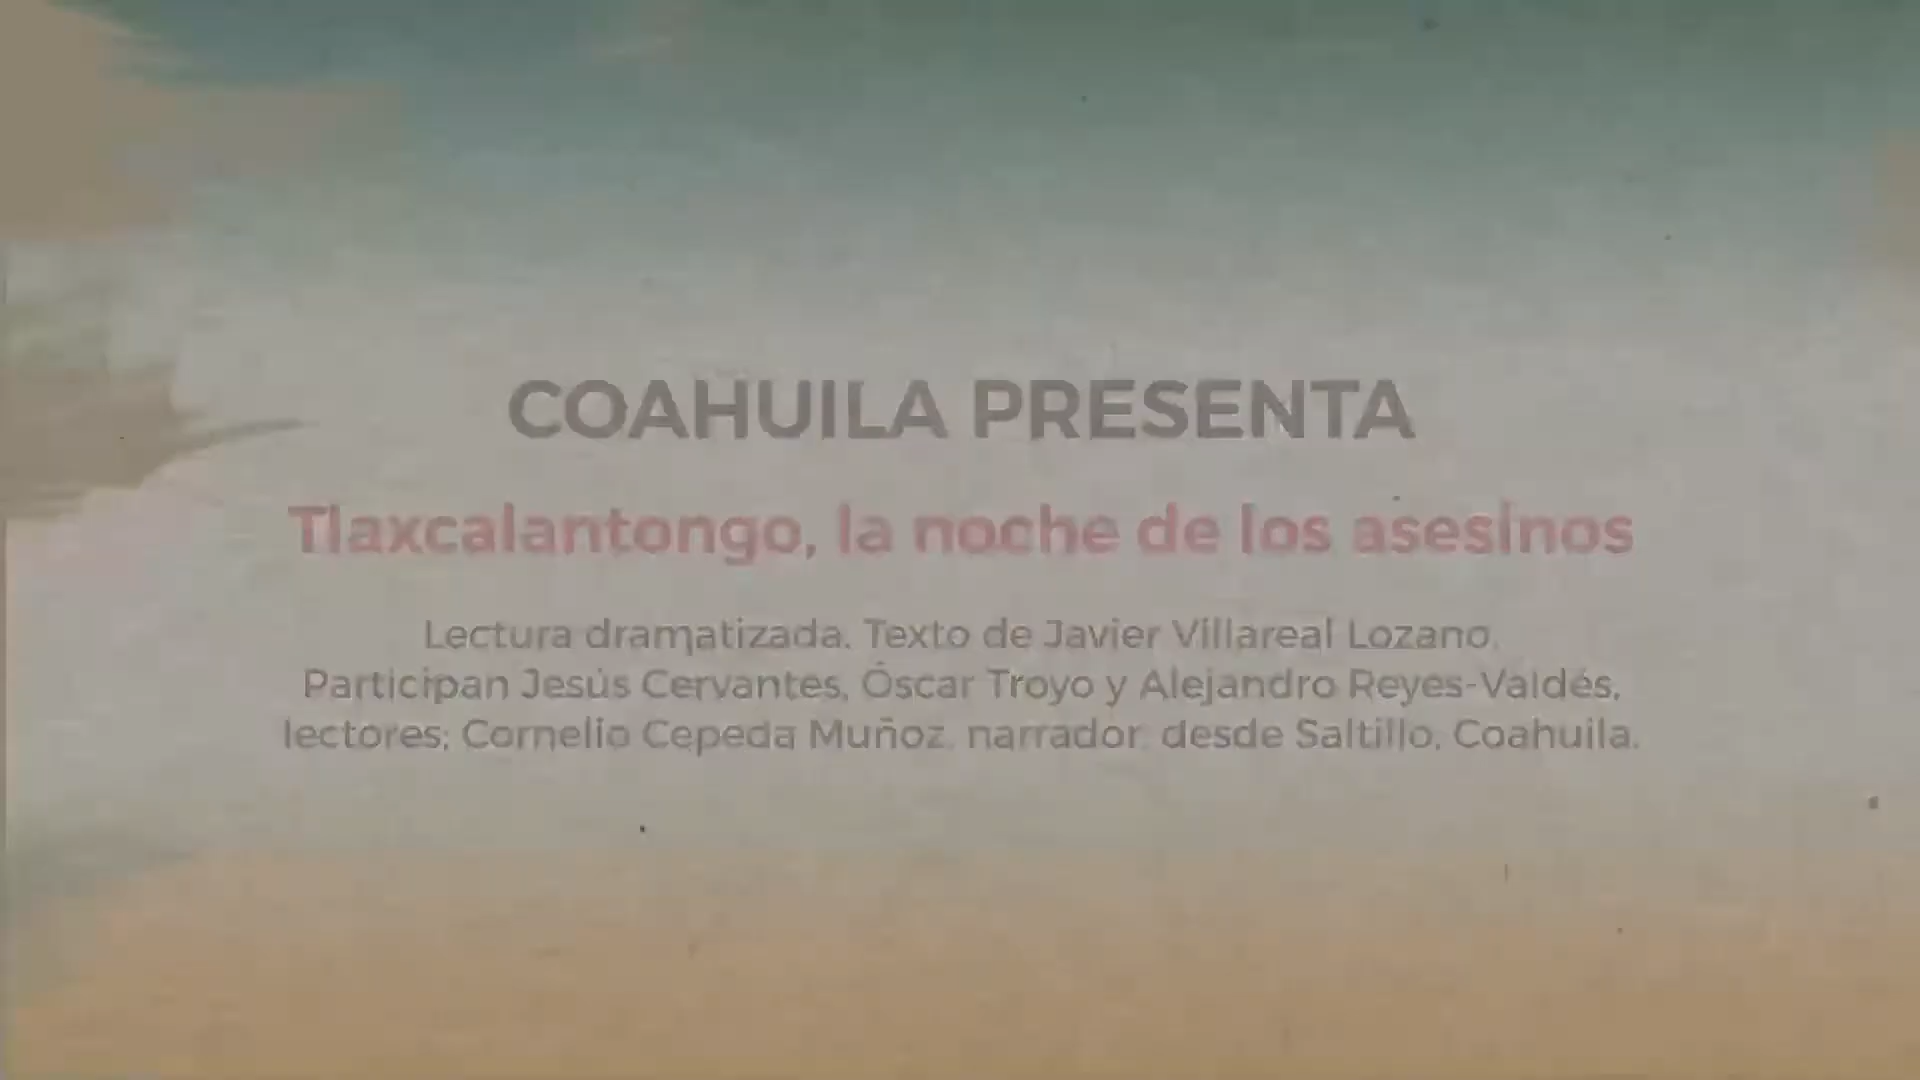 COAHUILA PRESENTA
Tlaxcalantongo, la noche de los asesinos
Lectura dramatizada. Texto de Javier Villareal Lozano.
Participan Jesús Cervantes, Óscar Troyo y Alejandro Reyes-Valdés,
lectores; Cornelio Cepeda Muñoz, narrador, desde Saltillo, Coahuila.